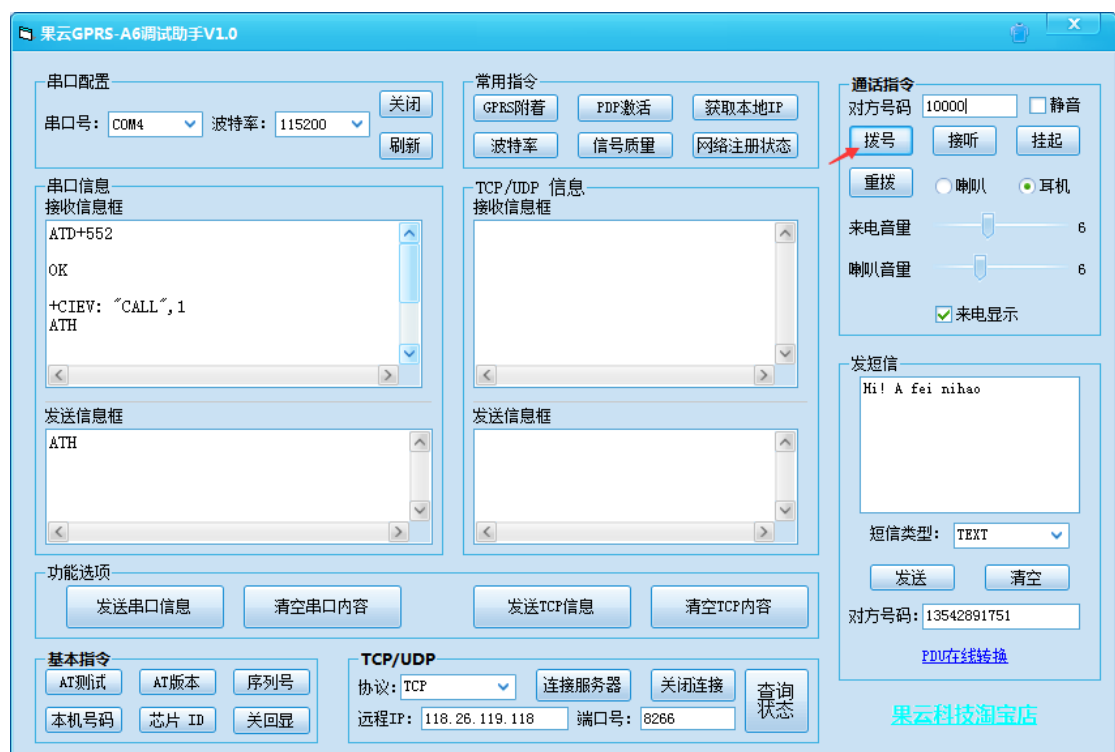 果云GPRS-A6调试助手V1.0
串口配置
串口号: COM4 波特率: 115200
关闭
刷新
常用指令
GPRS附着 PDP激活 获取本地IP
波特率 信号质量 网络注册状态
通话指令
对方号码 10000 静音
拨号 接听 挂起
重拨 喇叭 耳机
来电音量 6
喇叭音量 6
来电显示
串口信息
接收信息框
ATD+552
OK
+CIEV: "CALL",1
ATH
发送信息框
ATH
TCP/UDP 信息
接收信息框
发送信息框
发短信
Hi! A fei nihao
短信类型: TEXT
发送 清空
对方号码: 13542891751
PDU在线转换
功能选项
发送串口信息 清空串口内容 发送TCP信息 清空TCP内容
基本指令
AT测试 AT版本 序列号
本机号码 芯片 ID 关回显
TCP/UDP
协议: TCP 连接服务器 关闭连接
远程IP: 118.26.119.118 端口号: 8266
查询
状态
果云科技淘宝店